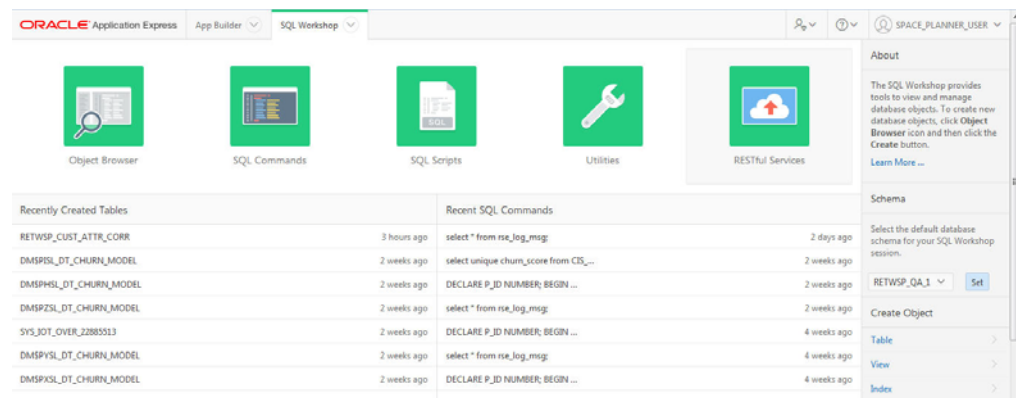 ORACLE Application Express App Builder SQL Workshop SPACE_PLANNER_USER
SQL
Object Browser SQL Commands SQL Scripts Utilities RESTful Services
Recently Created Tables
RETWSP_CUST_ATTR_CORR 3 hours ago
DM$PISL_DT_CHURN_MODEL 2 weeks ago
DM$PHSL_DT_CHURN_MODEL 2 weeks ago
DM$PZSL_DT_CHURN_MODEL 2 weeks ago
SYS_IOT_OVER_22885513 2 weeks ago
DM$PYSL_DT_CHURN_MODEL 2 weeks ago
DM$PXSL_DT_CHURN_MODEL 2 weeks ago
Recent SQL Commands
select * from rse_log_msg; 2 days ago
select unique churn_score from CIS_... 2 weeks ago
DECLARE P_ID NUMBER; BEGIN ... 2 weeks ago
select * from rse_log_msg; 2 weeks ago
DECLARE P_ID NUMBER; BEGIN ... 4 weeks ago
select * from rse_log_msg; 4 weeks ago
DECLARE P_ID NUMBER; BEGIN ... 4 weeks ago
About
The SQL Workshop provides
tools to view and manage
database objects. To create new
database objects, click Object
Browser icon and then click the
Create button.
Learn More ...
Schema
Select the default database
schema for your SQL Workshop
session.
RETWSP_QA_1 Set
Create Object
Table
View
Index